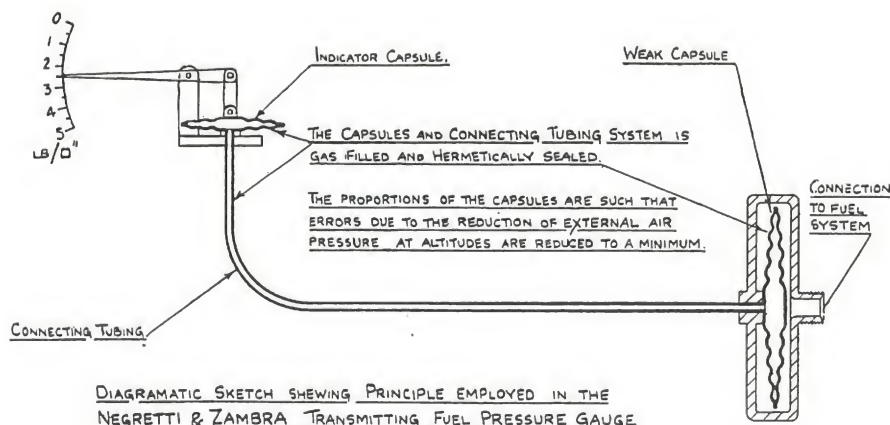 0
1
2
3
4
5
LB/□"
INDICATOR CAPSULE.
WEAK CAPSULE
THE CAPSULES AND CONNECTING TUBING SYSTEM IS
GAS FILLED AND HERMETICALLY SEALED.
THE PROPORTIONS OF THE CAPSULES ARE SUCH THAT
ERRORS DUE TO THE REDUCTION OF EXTERNAL AIR
PRESSURE AT ALTITUDES ARE REDUCED TO A MINIMUM.
CONNECTION
TO FUEL
SYSTEM
CONNECTING TUBING
DIAGRAMATIC SKETCH SHEWING PRINCIPLE EMPLOYED IN THE
NEGRETTI & ZAMBRA TRANSMITTING FUEL PRESSURE GAUGE